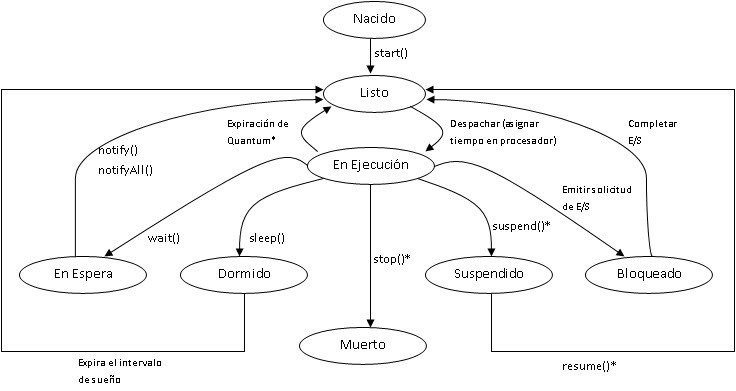 Nacido
start()
Listo
Expiración de
Quantum*
Despachar (asignar
tiempo en procesador)
Completar
E/S
notify()
notifyAll()
En Ejecución
Emitir solicitud
de E/S
wait()
sleep()
stop()*
suspend()*
En Espera
Dormido
Suspendido
Bloqueado
Muerto
Expira el intervalo
de sueño
resume()*